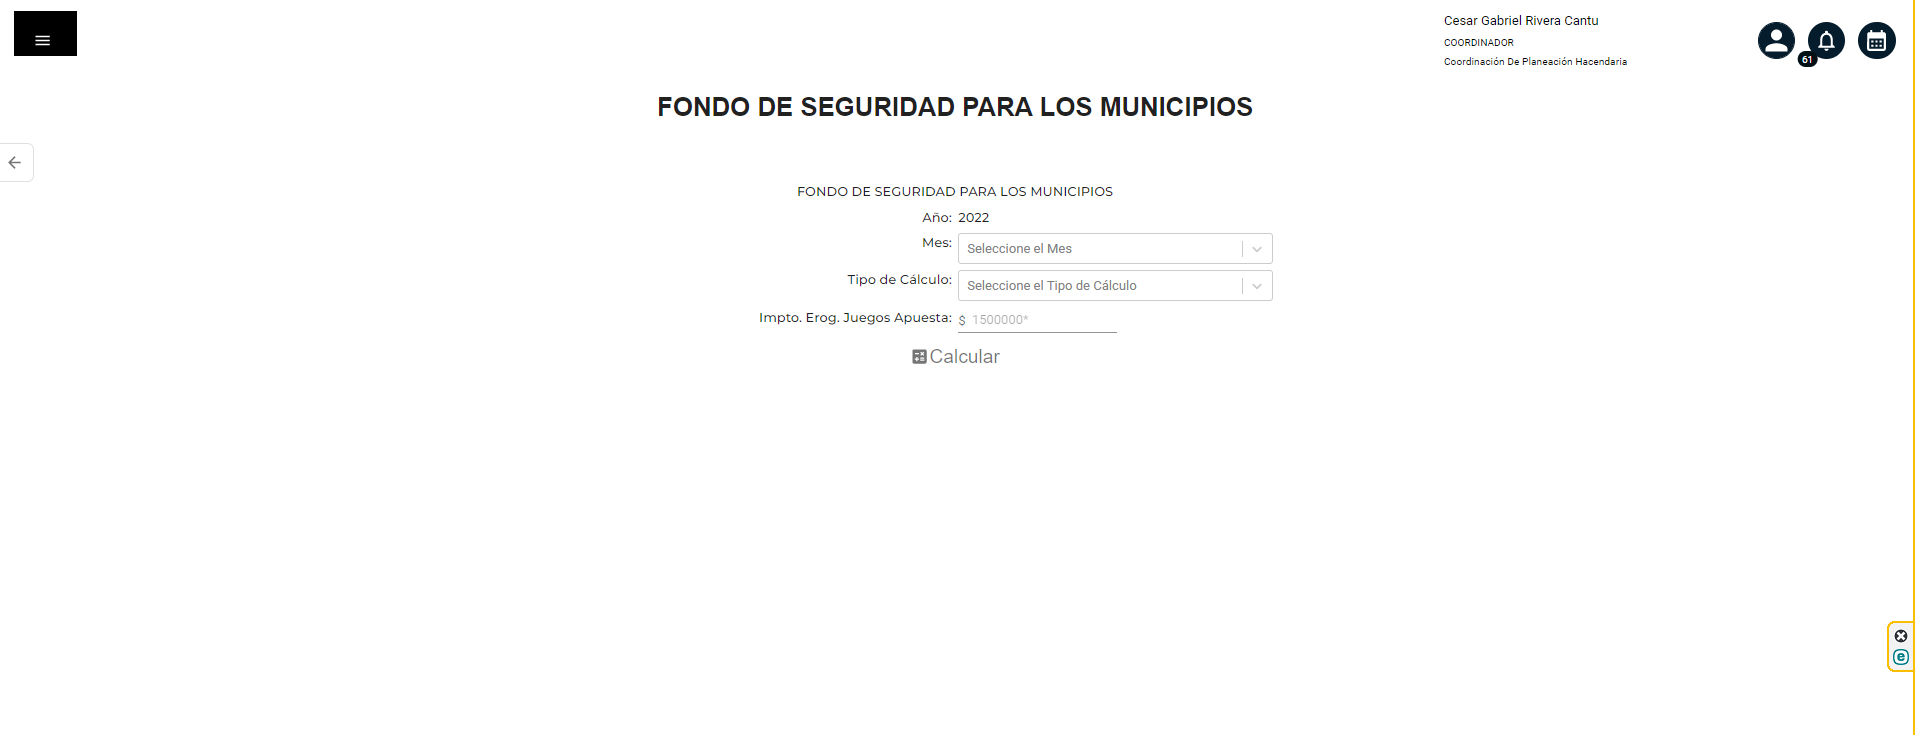 Cesar Gabriel Rivera Cantu
COORDINADOR
Coordinación De Planeación Hacendaria
61
FONDO DE SEGURIDAD PARA LOS MUNICIPIOS
FONDO DE SEGURIDAD PARA LOS MUNICIPIOS
Año: 2022
Mes: Seleccione el Mes
Tipo de Cálculo: Seleccione el Tipo de Cálculo
Impto. Erog. Juegos Apuesta: $ 1500000*
Calcular
e